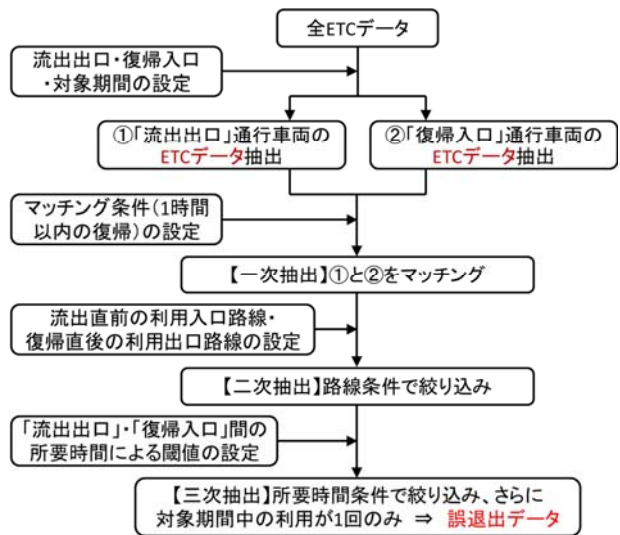 全ETCデータ
流出出口・復帰入口
・対象期間の設定
①「流出出口」通行車両の
ETCデータ抽出
②「復帰入口」通行車両の
ETCデータ抽出
マッチング条件(1時間
以内の復帰)の設定
【一次抽出】①と②をマッチング
流出直前の利用入口路線・
復帰直後の利用出口路線の設定
【二次抽出】路線条件で絞り込み
「流出出口」・「復帰入口」間の
所要時間による閾値の設定
【三次抽出】所要時間条件で絞り込み、さらに
対象期間中の利用が1回のみ ⇒ 誤退出データ